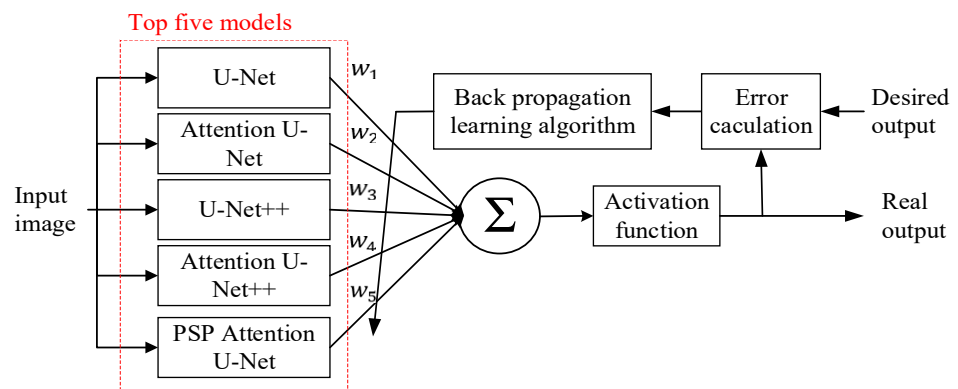 Top five models
U-Net
Attention U-
Net
U-Net++
Attention U-
Net++
PSP Attention
U-Net
Input
image
w1
w2
w3
w4
w5
Σ
Back propagation
learning algorithm
Error
caculation
Desired
output
Activation
function
Real
output